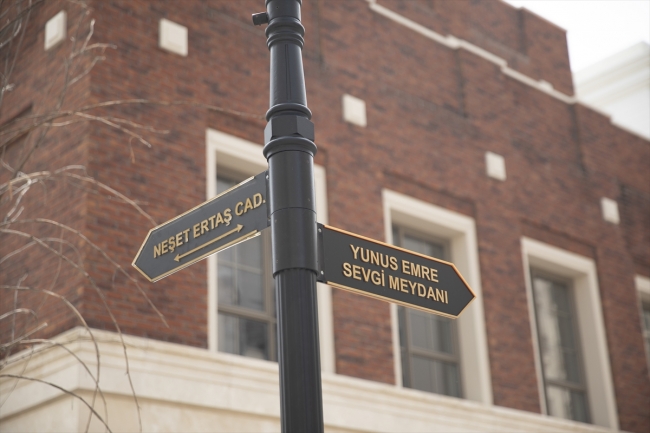 NEŞET ERTAŞ CAD.
YUNUS EMRE
SEVGİ MEYDANI